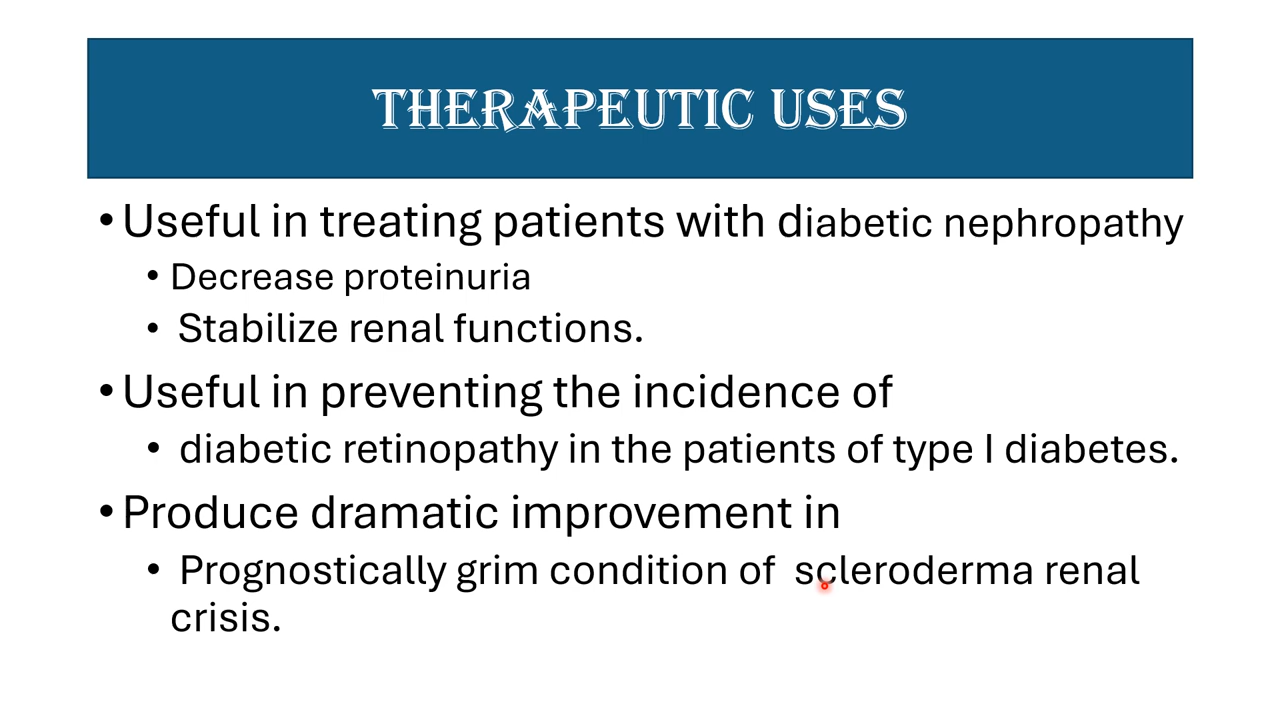 THERAPEUTIC USES
• Useful in treating patients with diabetic nephropathy
• Decrease proteinuria
• Stabilize renal functions.
• Useful in preventing the incidence of
• diabetic retinopathy in the patients of type I diabetes.
• Produce dramatic improvement in
• Prognostically grim condition of scleroderma renal
crisis.